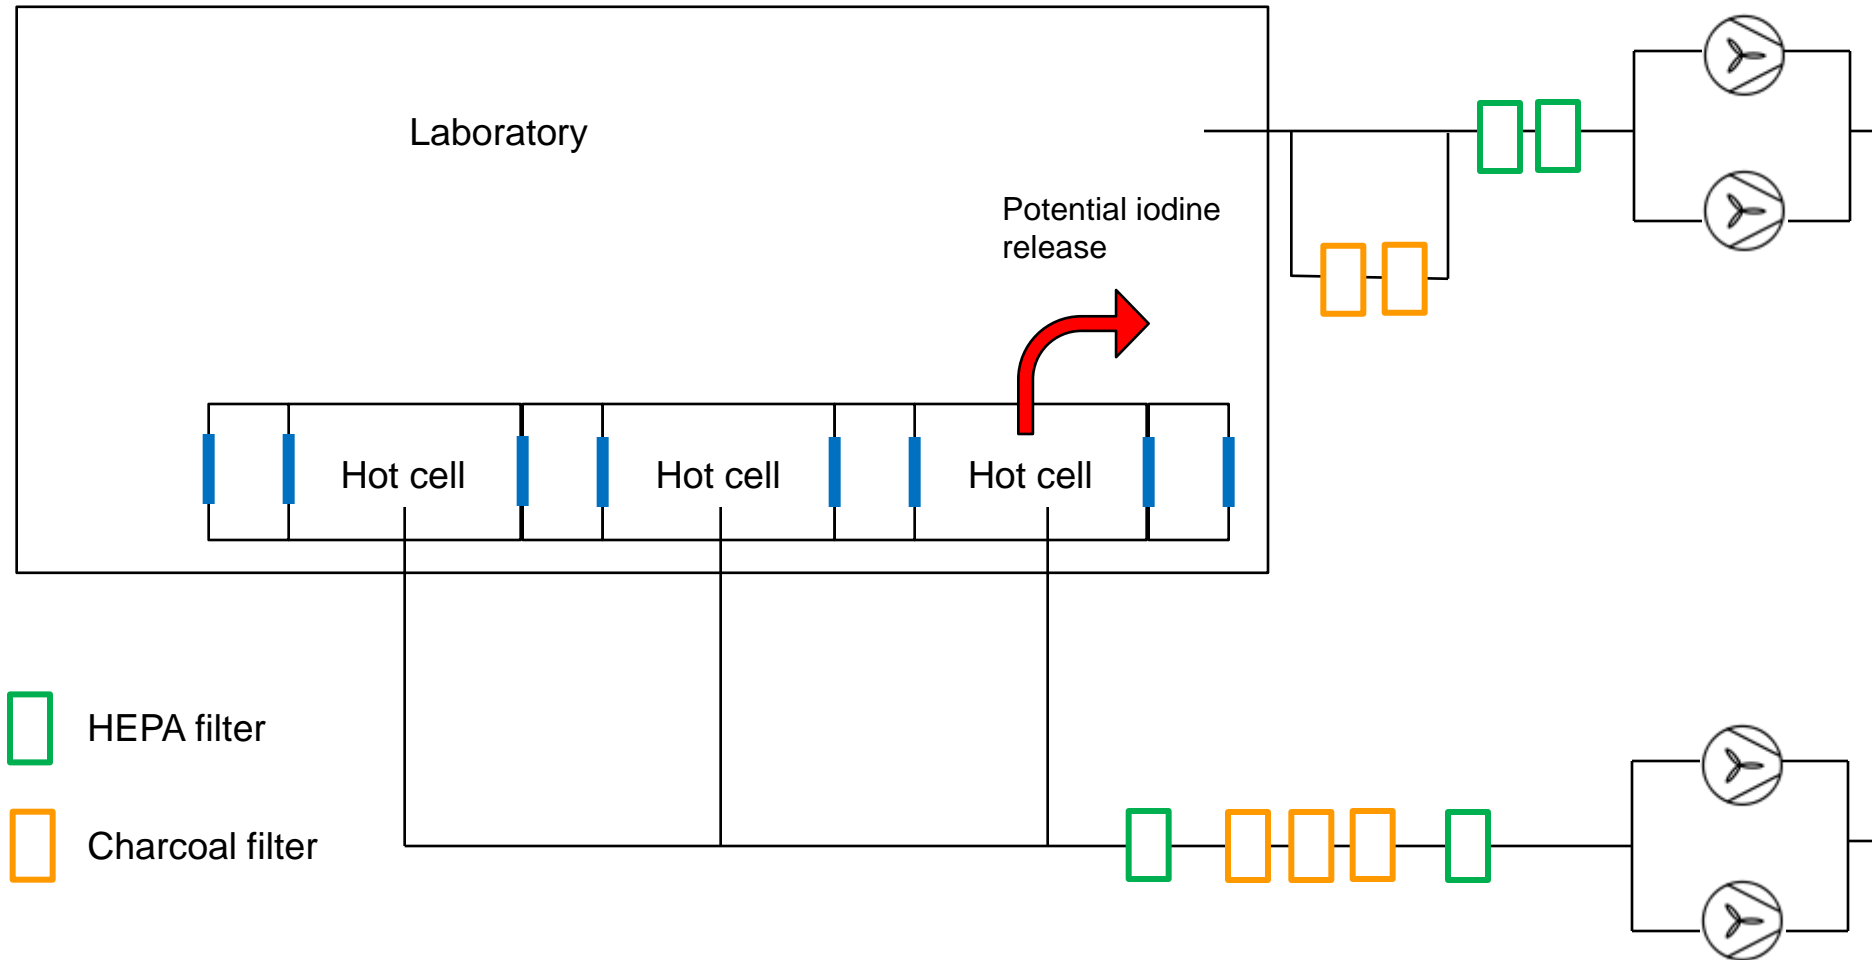 Laboratory
Potential iodine
release
Hot cell
Hot cell
Hot cell
HEPA filter
Charcoal filter